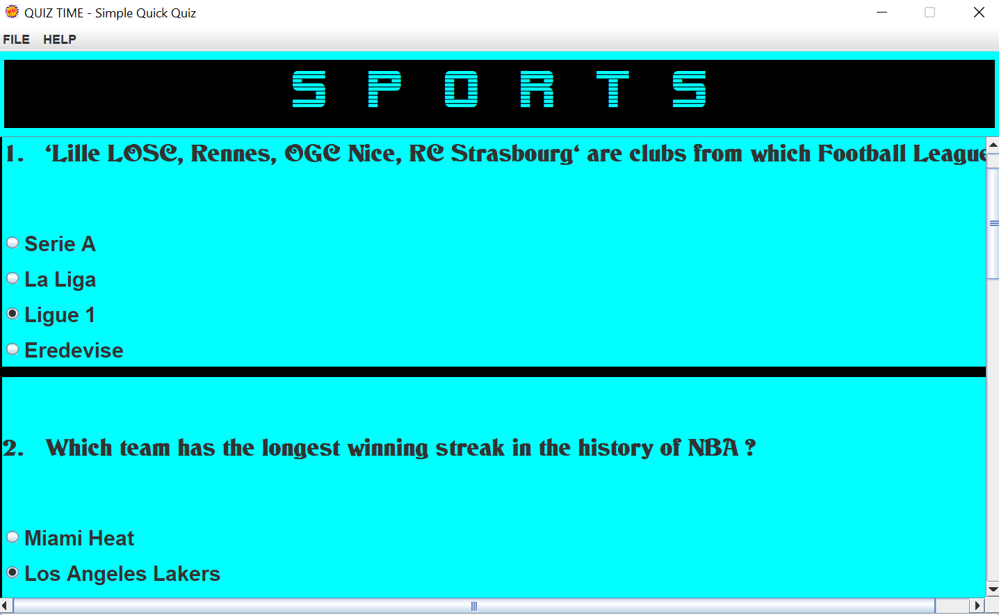 QUIZ TIME - Simple Quick Quiz
FILE HELP
SPORTS
1. ‘Lille LOSC, Rennes, OGC Nice, RC Strasbourg‘ are clubs from which Football League
Serie A
La Liga
Ligue 1
Eredevise
2. Which team has the longest winning streak in the history of NBA ?
Miami Heat
Los Angeles Lakers